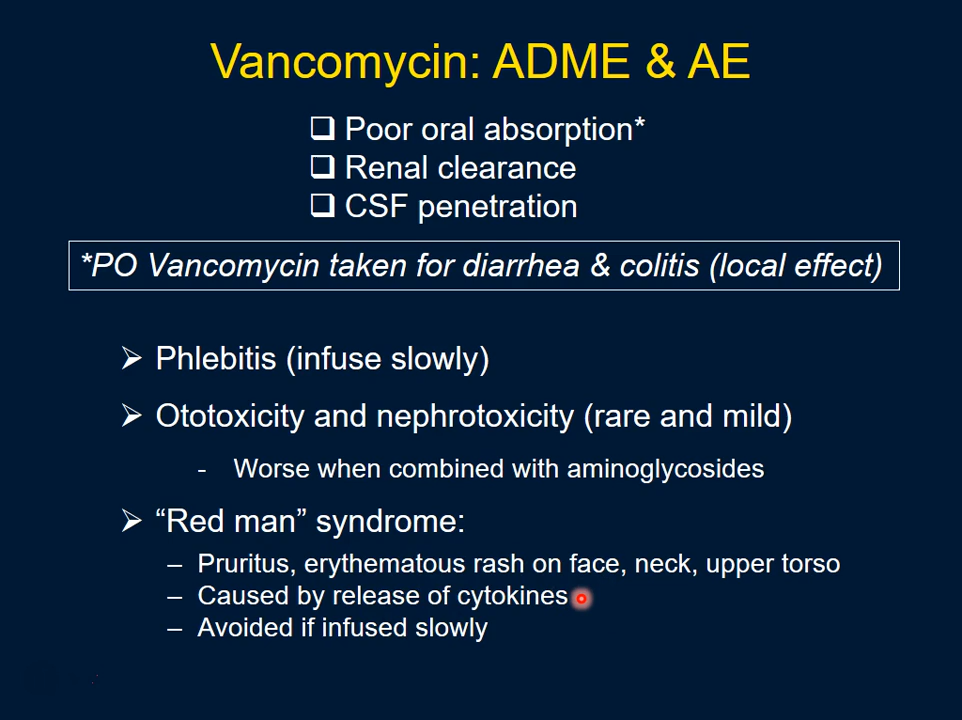 Vancomycin: ADME & AE
❑ Poor oral absorption*
❑ Renal clearance
❑ CSF penetration
*PO Vancomycin taken for diarrhea & colitis (local effect)
➢ Phlebitis (infuse slowly)
➢ Ototoxicity and nephrotoxicity (rare and mild)
- Worse when combined with aminoglycosides
➢ “Red man” syndrome:
– Pruritus, erythematous rash on face, neck, upper torso
– Caused by release of cytokines
– Avoided if infused slowly